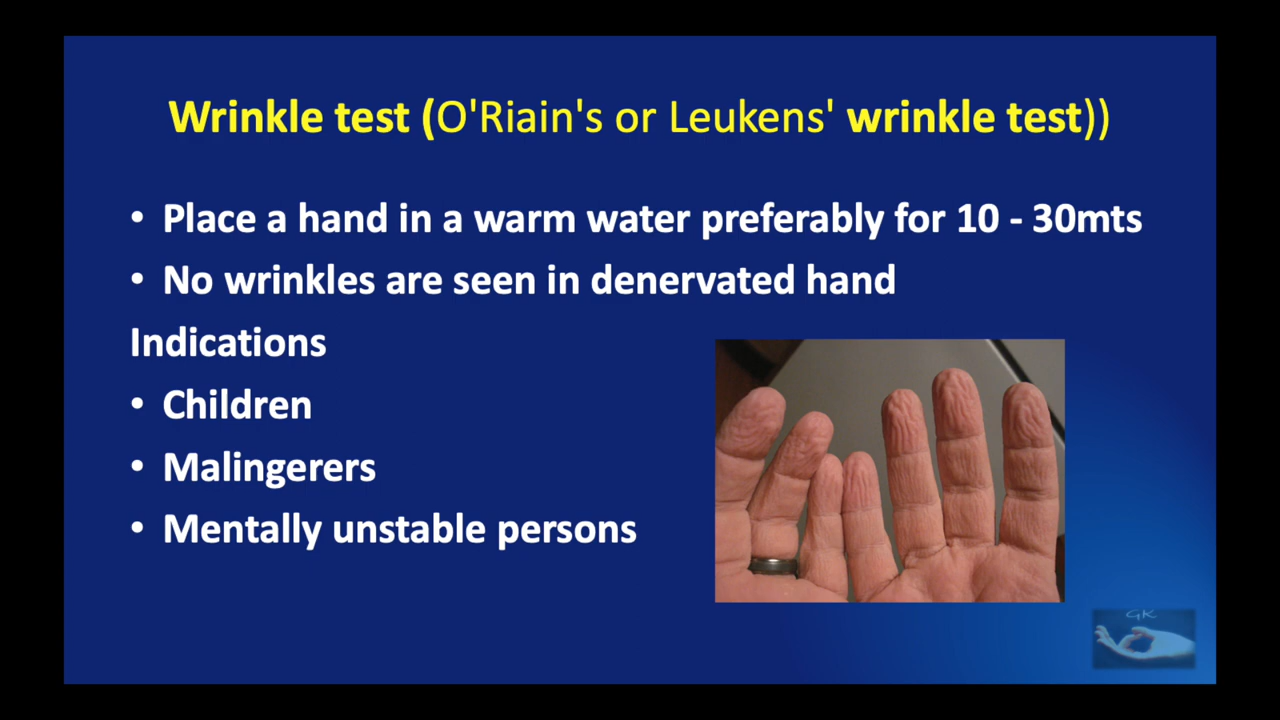 Wrinkle test (O'Riain's or Leukens' wrinkle test))
• Place a hand in a warm water preferably for 10 - 30mts
• No wrinkles are seen in denervated hand
Indications
• Children
• Malingerers
• Mentally unstable persons
GK